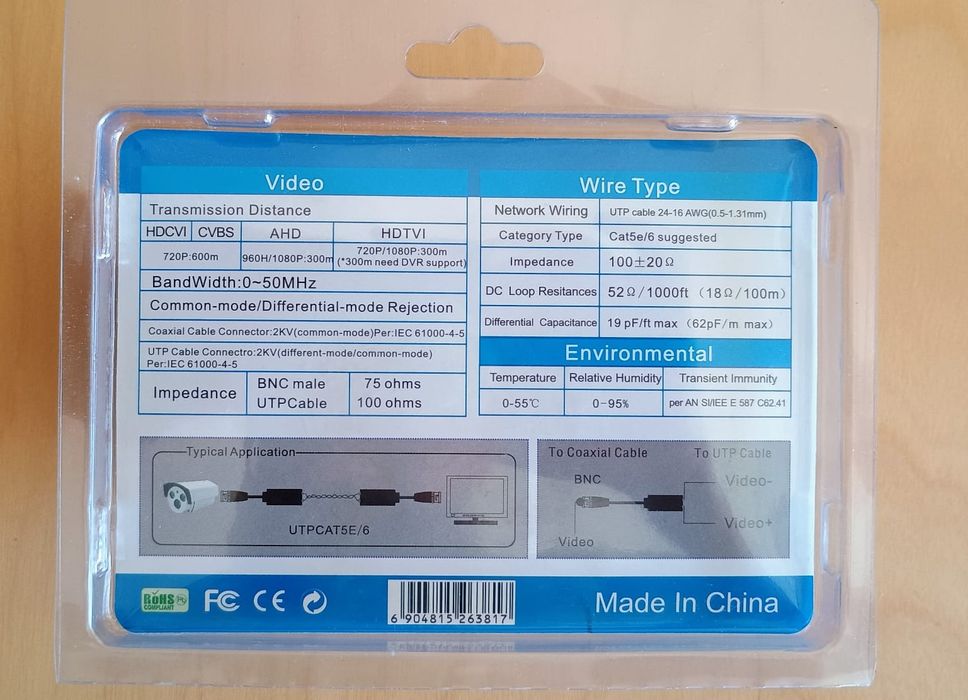 Video
Transmission Distance
HDCVI CVBS AHD HDTVI
720P:600m 960H/1080P:300m 720P/1080P:300m
(*300m need DVR support)
BandWidth:0~50MHz
Common-mode/Differential-mode Rejection
Coaxial Cable Connector:2KV(common-mode)Per:IEC 61000-4-5
UTP Cable Connectro:2KV(different-mode/common-mode)
Per:IEC 61000-4-5
Impedance
BNC male 75 ohms
UTPCable 100 ohms
Wire Type
Network Wiring UTP cable 24-16 AWG(0.5-1.31mm)
Category Type Cat5e/6 suggested
Impedance 100±20Ω
DC Loop Resitances 52Ω/1000ft (18Ω/100m)
Differential Capacitance 19 pF/ft max (62pF/m max)
Environmental
Temperature Relative Humidity Transient Immunity
0-55℃ 0-95% per AN SI/IEE E 587 C62.41
Typical Application
UTPCAT5E/6
To Coaxial Cable To UTP Cable
BNC
Video-
Video+
Video
RoHS
COMPLIANT
FC CE
6 904815 263817
Made In China